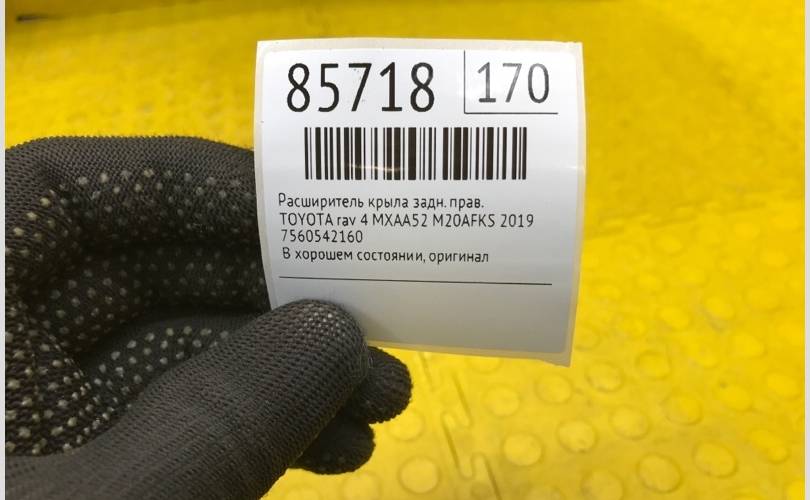 85718 170
Расширитель крыла задн. прав.
TOYOTA rav 4 MXAA52 M20AFKS 2019
7560542160
В хорошем состоянии, оригинал